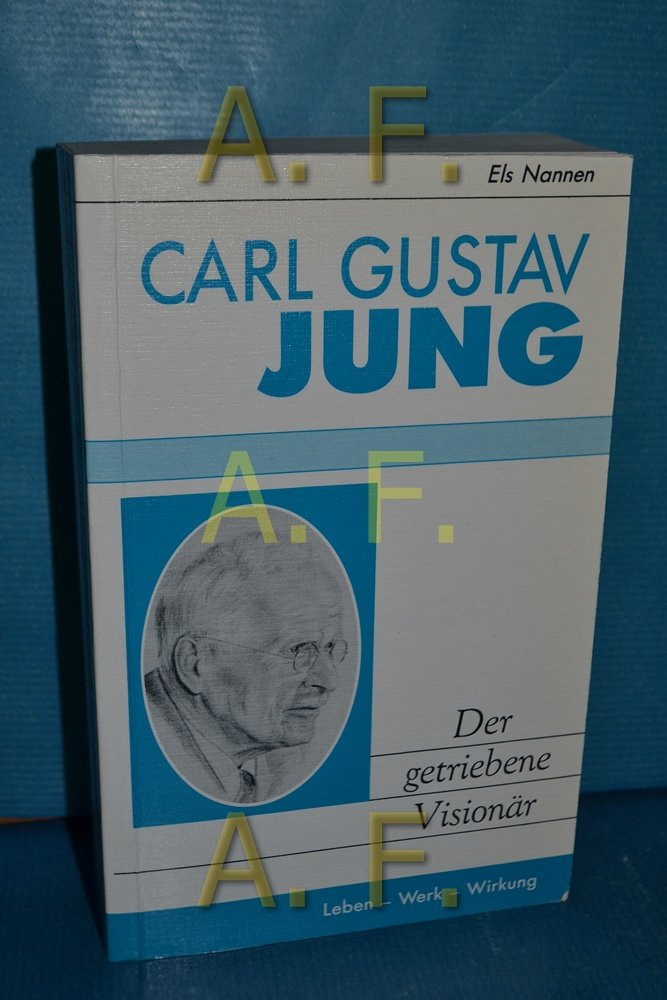 A. F.
Els Nannen
CARL GUSTAV
JUNG
A. F.
Der
getriebene
Visionär
A. F.
Leben – Werk – Wirkung